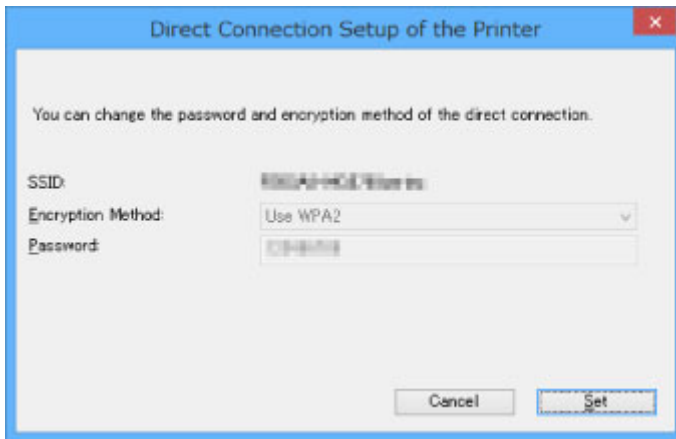 Direct Connection Setup of the Printer
You can change the password and encryption method of the direct connection.
SSID:
Encryption Method: Use WPA2
Password:
Cancel Set